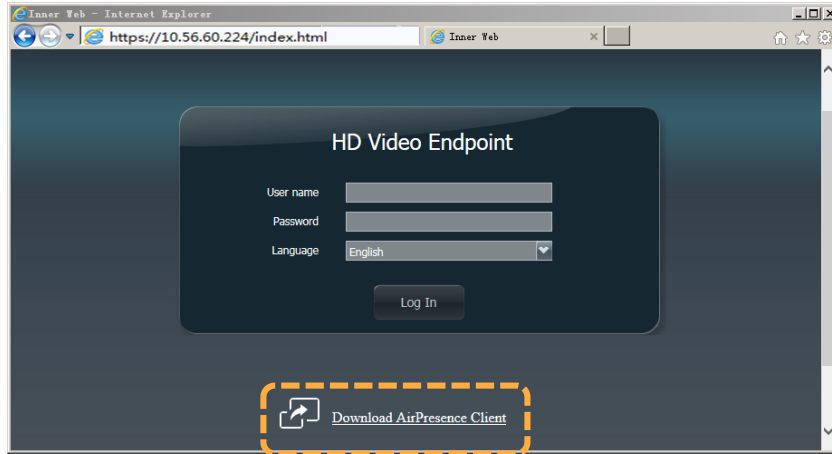 Inner Web - Internet Explorer
https://10.56.60.224/index.html
Inner Web
HD Video Endpoint
User name
Password
Language English
Log In
Download AirPresence Client